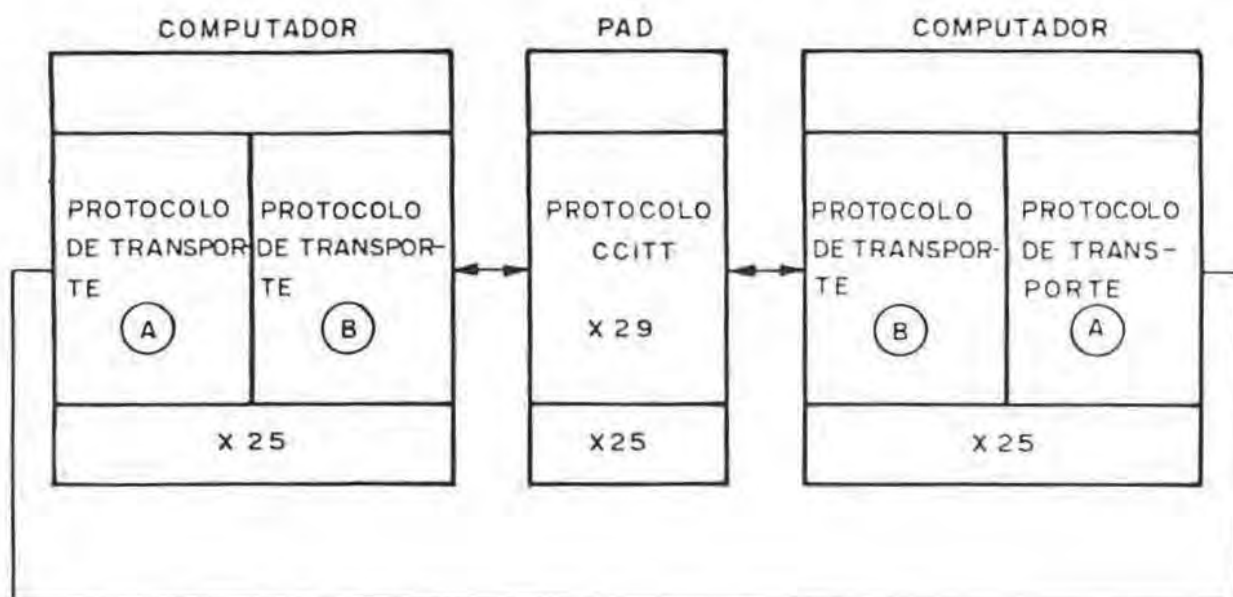 COMPUTADOR
PAD
COMPUTADOR
PROTOCOLO
DE TRANSPOR-
TE
A
PROTOCOLO
DE TRANSPOR-
TE
B
PROTOCOLO
CCITT
X 29
PROTOCOLO
DE TRANSPOR-
TE
B
PROTOCOLO
DE TRANS-
PORTE
A
X 25
X25
X 25